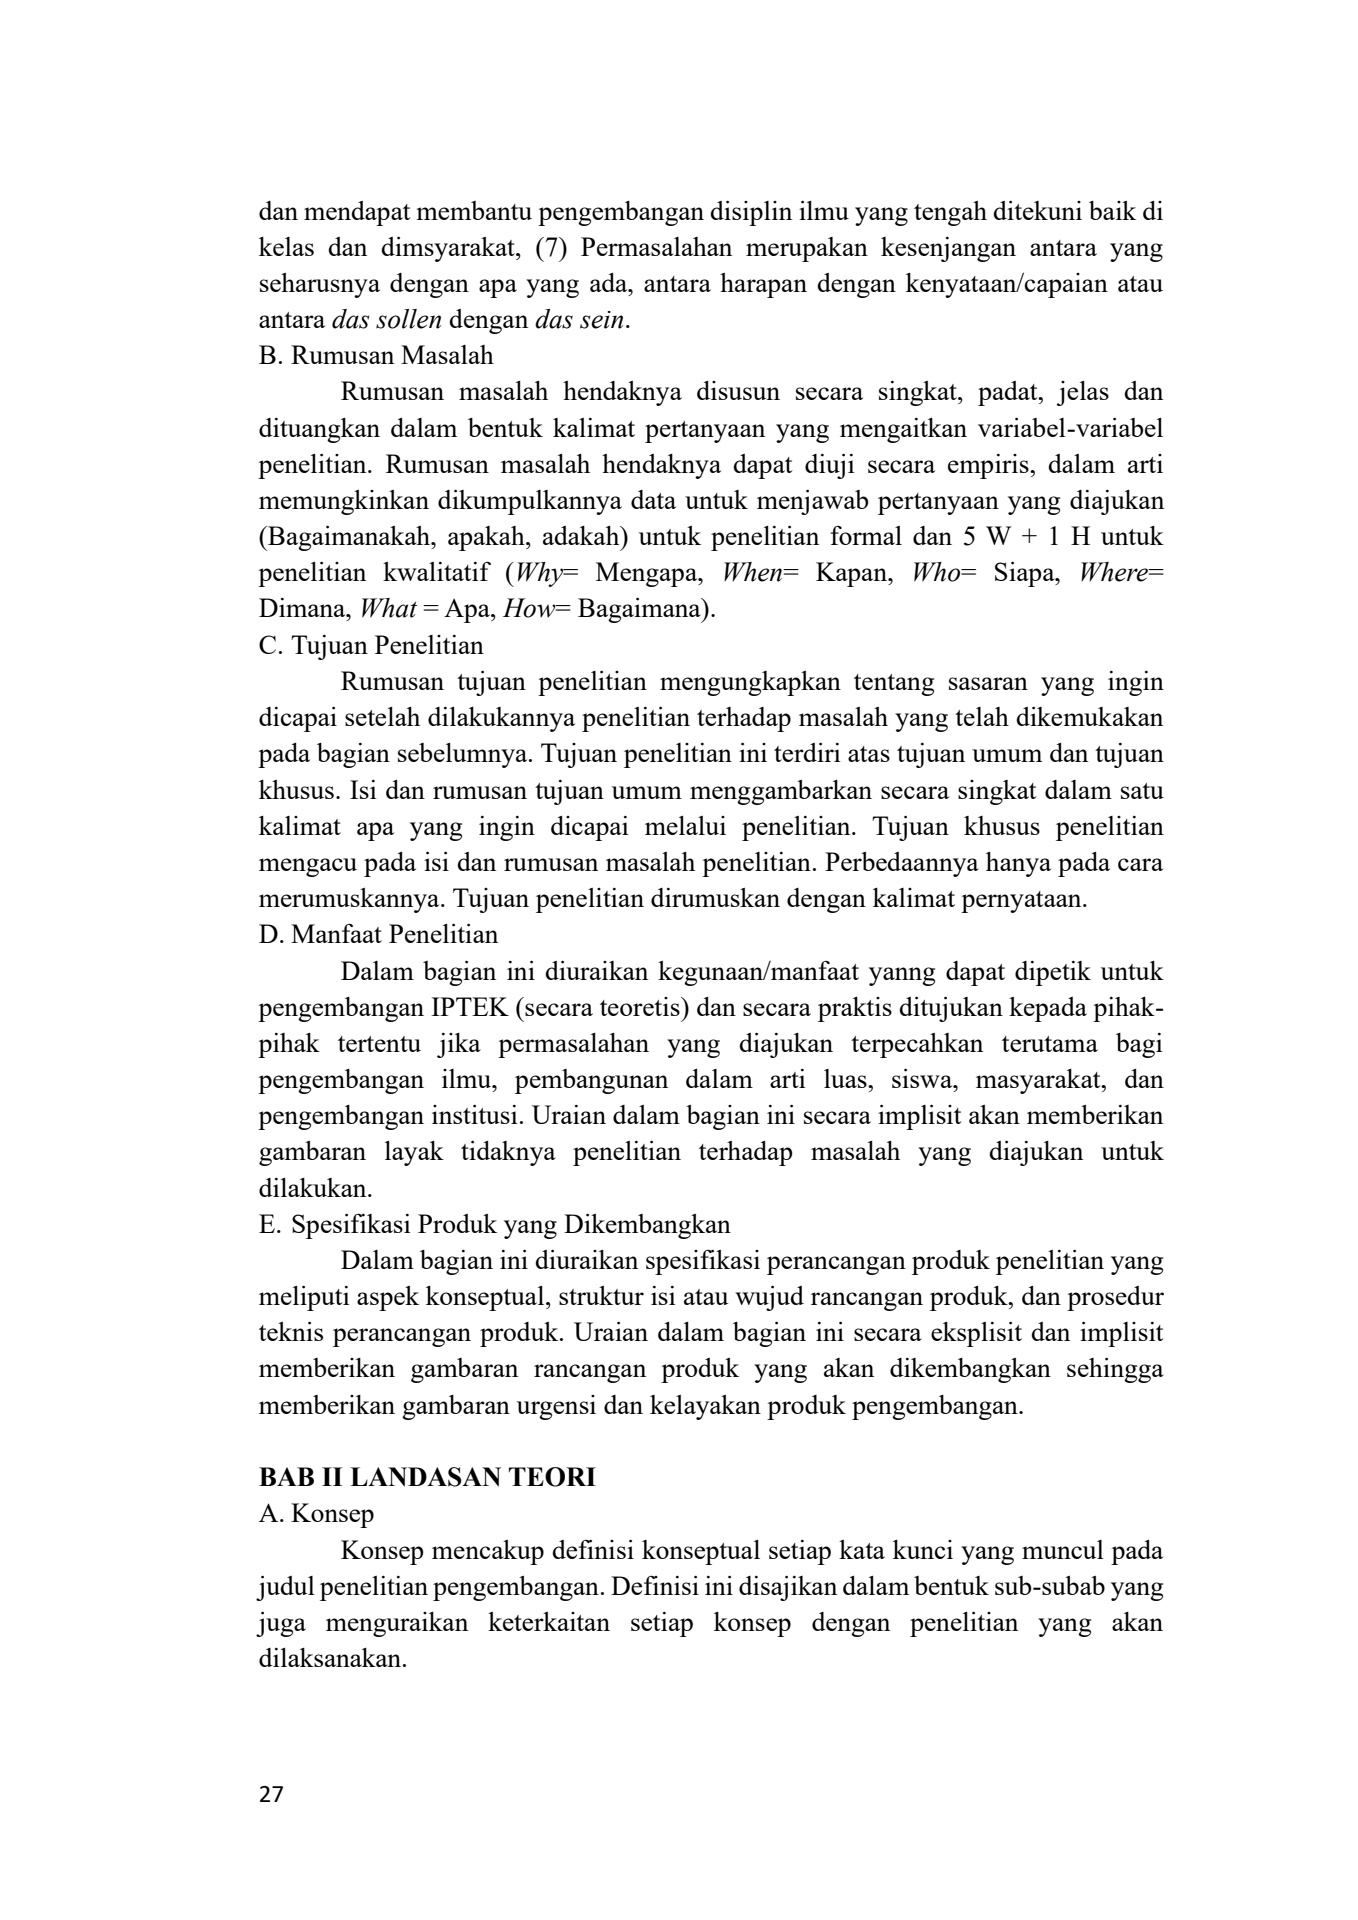 dan mendapat membantu pengembangan disiplin ilmu yang tengah ditekuni baik di
kelas dan dimsyarakat, (7) Permasalahan merupakan kesenjangan antara yang
seharusnya dengan apa yang ada, antara harapan dengan kenyataan/capaian atau
antara das sollen dengan das sein.
B. Rumusan Masalah
Rumusan masalah hendaknya disusun secara singkat, padat, jelas dan
dituangkan dalam bentuk kalimat pertanyaan yang mengaitkan variabel-variabel
penelitian. Rumusan masalah hendaknya dapat diuji secara empiris, dalam arti
memungkinkan dikumpulkannya data untuk menjawab pertanyaan yang diajukan
(Bagaimanakah, apakah, adakah) untuk penelitian formal dan 5 W + 1 H untuk
penelitian kwalitatif (Why= Mengapa, When= Kapan, Who= Siapa, Where=
Dimana, What = Apa, How= Bagaimana).
C. Tujuan Penelitian
Rumusan tujuan penelitian mengungkapkan tentang sasaran yang ingin
dicapai setelah dilakukannya penelitian terhadap masalah yang telah dikemukakan
pada bagian sebelumnya. Tujuan penelitian ini terdiri atas tujuan umum dan tujuan
khusus. Isi dan rumusan tujuan umum menggambarkan secara singkat dalam satu
kalimat apa yang ingin dicapai melalui penelitian. Tujuan khusus penelitian
mengacu pada isi dan rumusan masalah penelitian. Perbedaannya hanya pada cara
merumuskannya. Tujuan penelitian dirumuskan dengan kalimat pernyataan.
D. Manfaat Penelitian
Dalam bagian ini diuraikan kegunaan/manfaat yanng dapat dipetik untuk
pengembangan IPTEK (secara teoretis) dan secara praktis ditujukan kepada pihak-
pihak tertentu jika permasalahan yang diajukan terpecahkan terutama bagi
pengembangan ilmu, pembangunan dalam arti luas, siswa, masyarakat, dan
pengembangan institusi. Uraian dalam bagian ini secara implisit akan memberikan
gambaran layak tidaknya penelitian terhadap masalah yang diajukan untuk
dilakukan.
E. Spesifikasi Produk yang Dikembangkan
Dalam bagian ini diuraikan spesifikasi perancangan produk penelitian yang
meliputi aspek konseptual, struktur isi atau wujud rancangan produk, dan prosedur
teknis perancangan produk. Uraian dalam bagian ini secara eksplisit dan implisit
memberikan gambaran rancangan produk yang akan dikembangkan sehingga
memberikan gambaran urgensi dan kelayakan produk pengembangan.
BAB II LANDASAN TEORI
A. Konsep
Konsep mencakup definisi konseptual setiap kata kunci yang muncul pada
judul penelitian pengembangan. Definisi ini disajikan dalam bentuk sub-subab yang
juga menguraikan keterkaitan setiap konsep dengan penelitian yang akan
dilaksanakan.
27